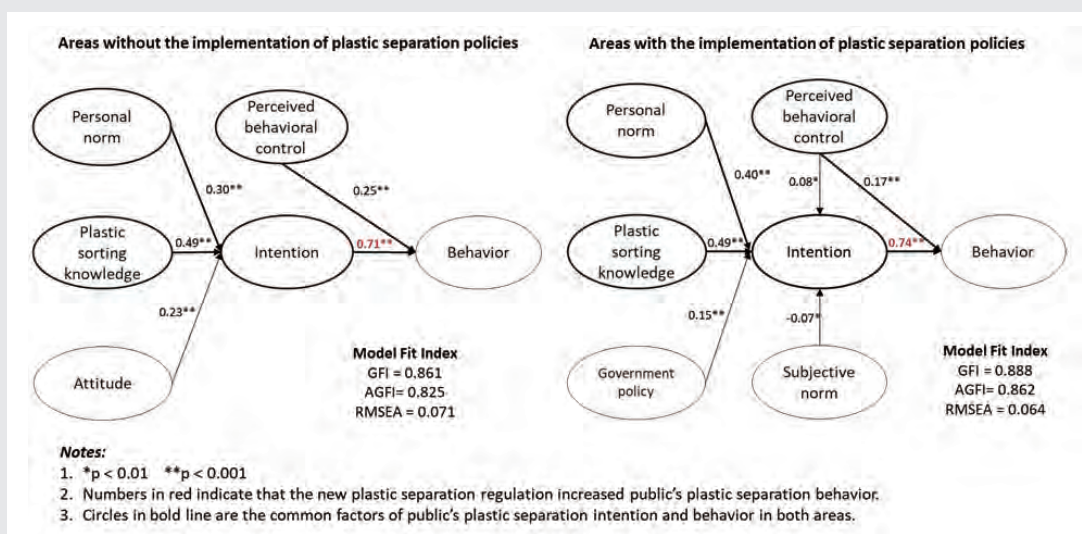 Areas without the implementation of plastic separation policies
Personal
norm
Perceived
behavioral
control
0.30**
0.25**
Plastic
sorting
knowledge
0.49**
Intention
0.71**
Behavior
0.23**
Attitude
Model Fit Index
GFI = 0.861
AGFI= 0.825
RMSEA = 0.071
Areas with the implementation of plastic separation policies
Personal
norm
Perceived
behavioral
control
0.40**
0.08*
0.17**
Plastic
sorting
knowledge
0.49**
Intention
0.74**
Behavior
0.15**
-0.07*
Government
policy
Subjective
norm
Model Fit Index
GFI = 0.888
AGFI= 0.862
RMSEA = 0.064
Notes:
1. *p < 0.01 **p < 0.001
2. Numbers in red indicate that the new plastic separation regulation increased public's plastic separation behavior.
3. Circles in bold line are the common factors of public's plastic separation intention and behavior in both areas.